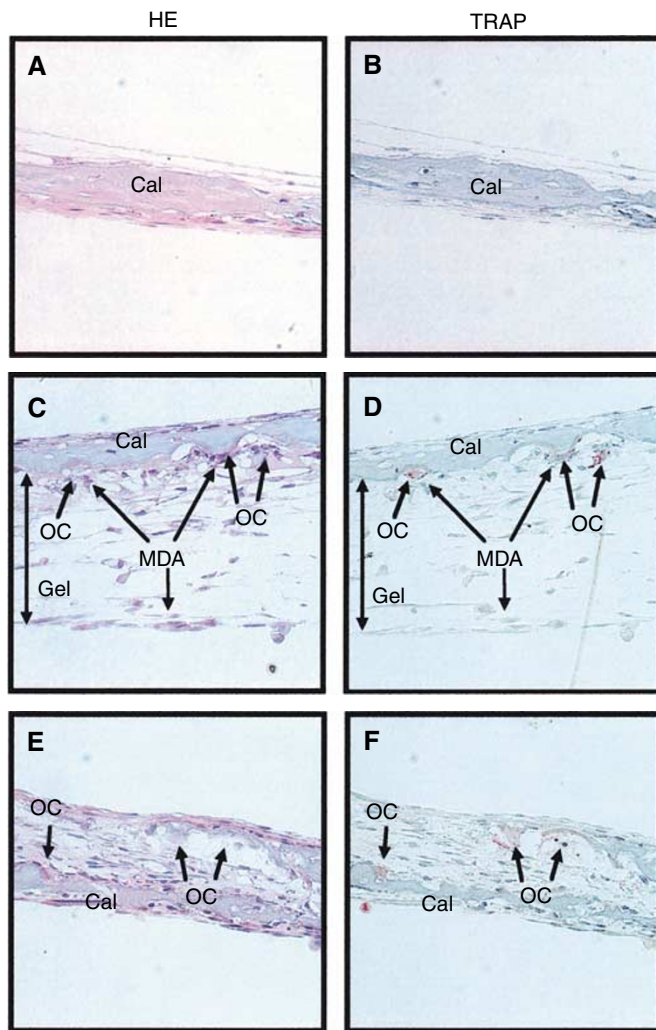 HE TRAP
A B
Cal Cal
C D
Cal Cal
OC OC OC OC
MDA MDA
Gel Gel
E F
OC OC
OC OC
Cal Cal